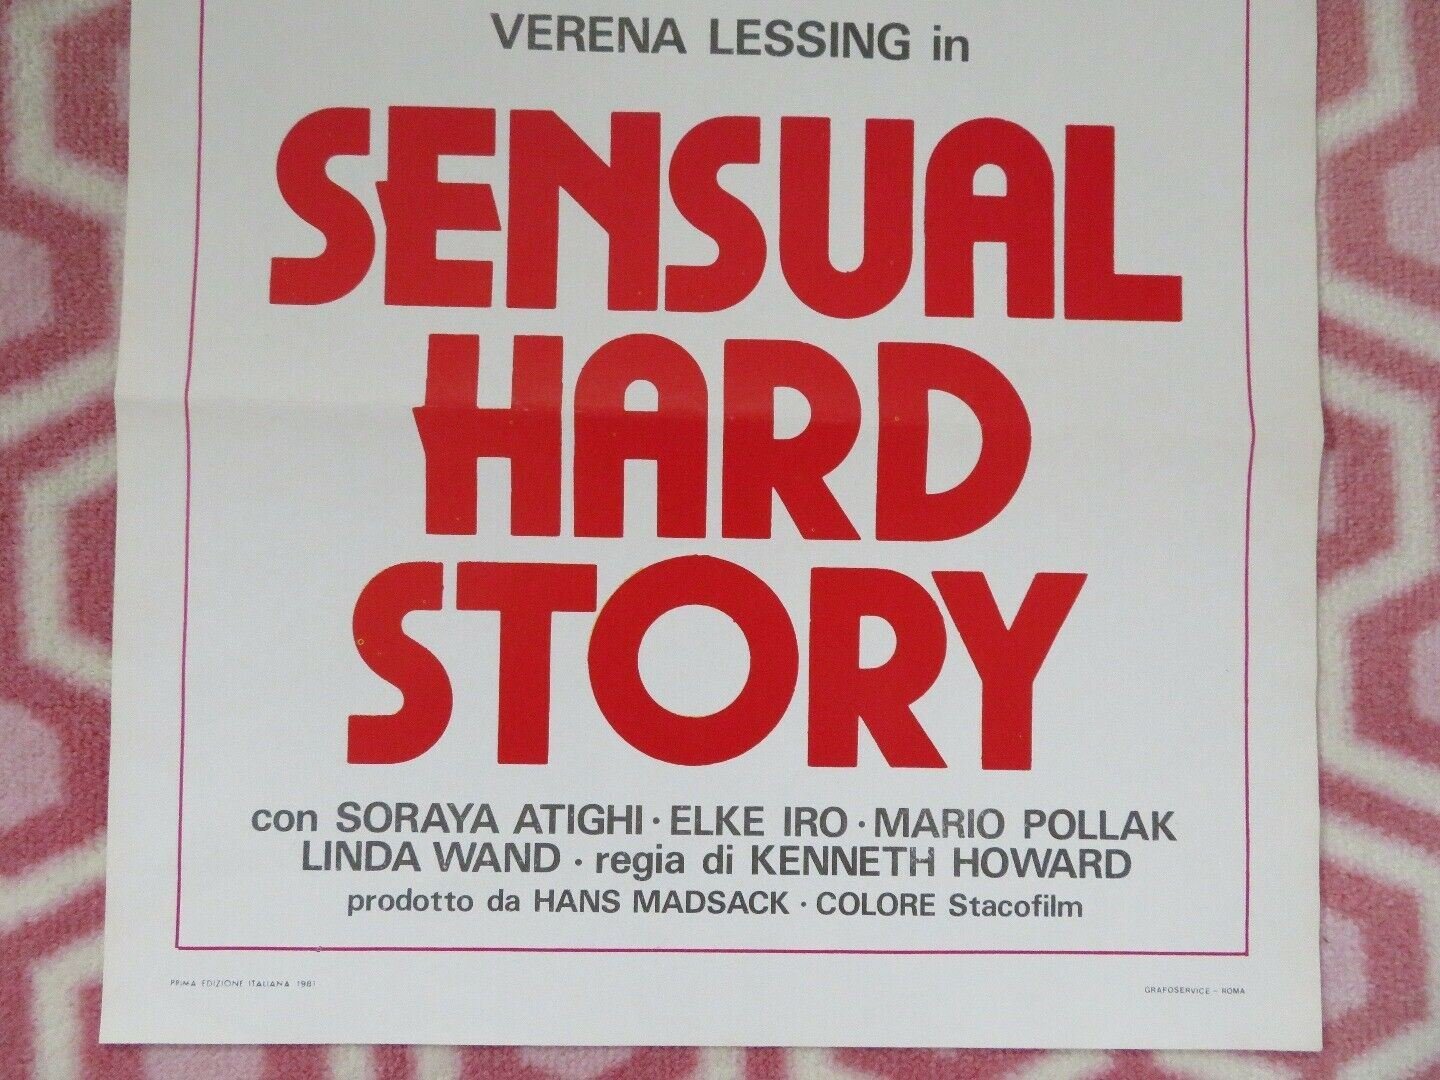 VERENA LESSING in
SENSUAL
HARD
STORY
con SORAYA ATIGHI · ELKE IRO · MARIO POLLAK
LINDA WAND · regia di KENNETH HOWARD
prodotto da HANS MADSACK · COLORE Stacofilm
PRIMA EDIZIONE ITALIANA 1981
GRAFOSERVICE - ROMA